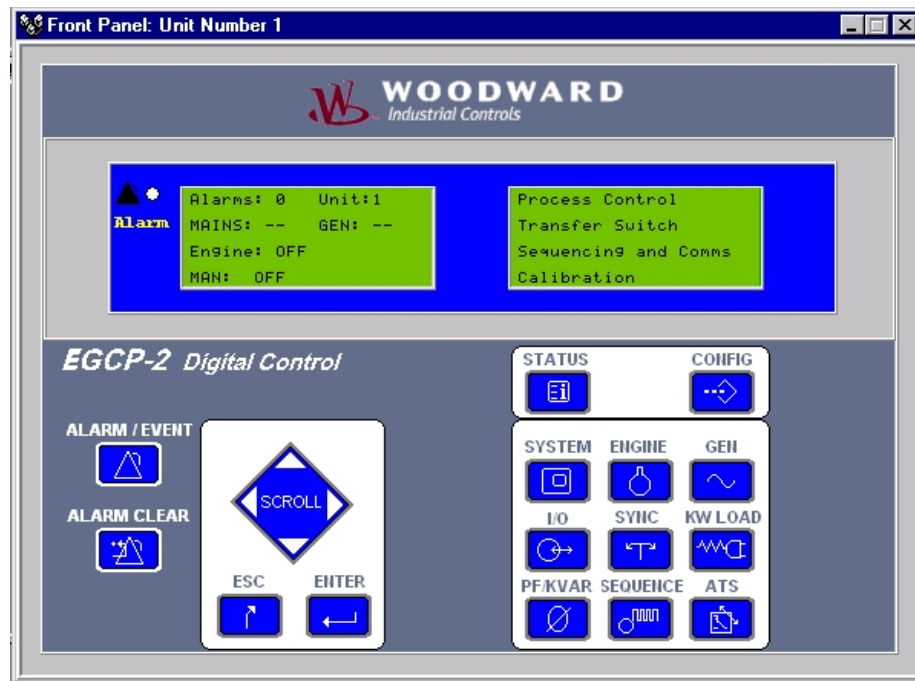 Front Panel: Unit Number 1
WOODWARD
Industrial Controls
Alarm
Alarms: 0 Unit:1
MAINS: -- GEN: --
Engine: OFF
MAN: OFF
Process Control
Transfer Switch
Sequencing and Comms
Calibration
EGCP-2 Digital Control
STATUS CONFIG
ALARM / EVENT
ALARM CLEAR
SCROLL
ESC ENTER
SYSTEM ENGINE GEN
I/O SYNC KW LOAD
PF/KVAR SEQUENCE ATS